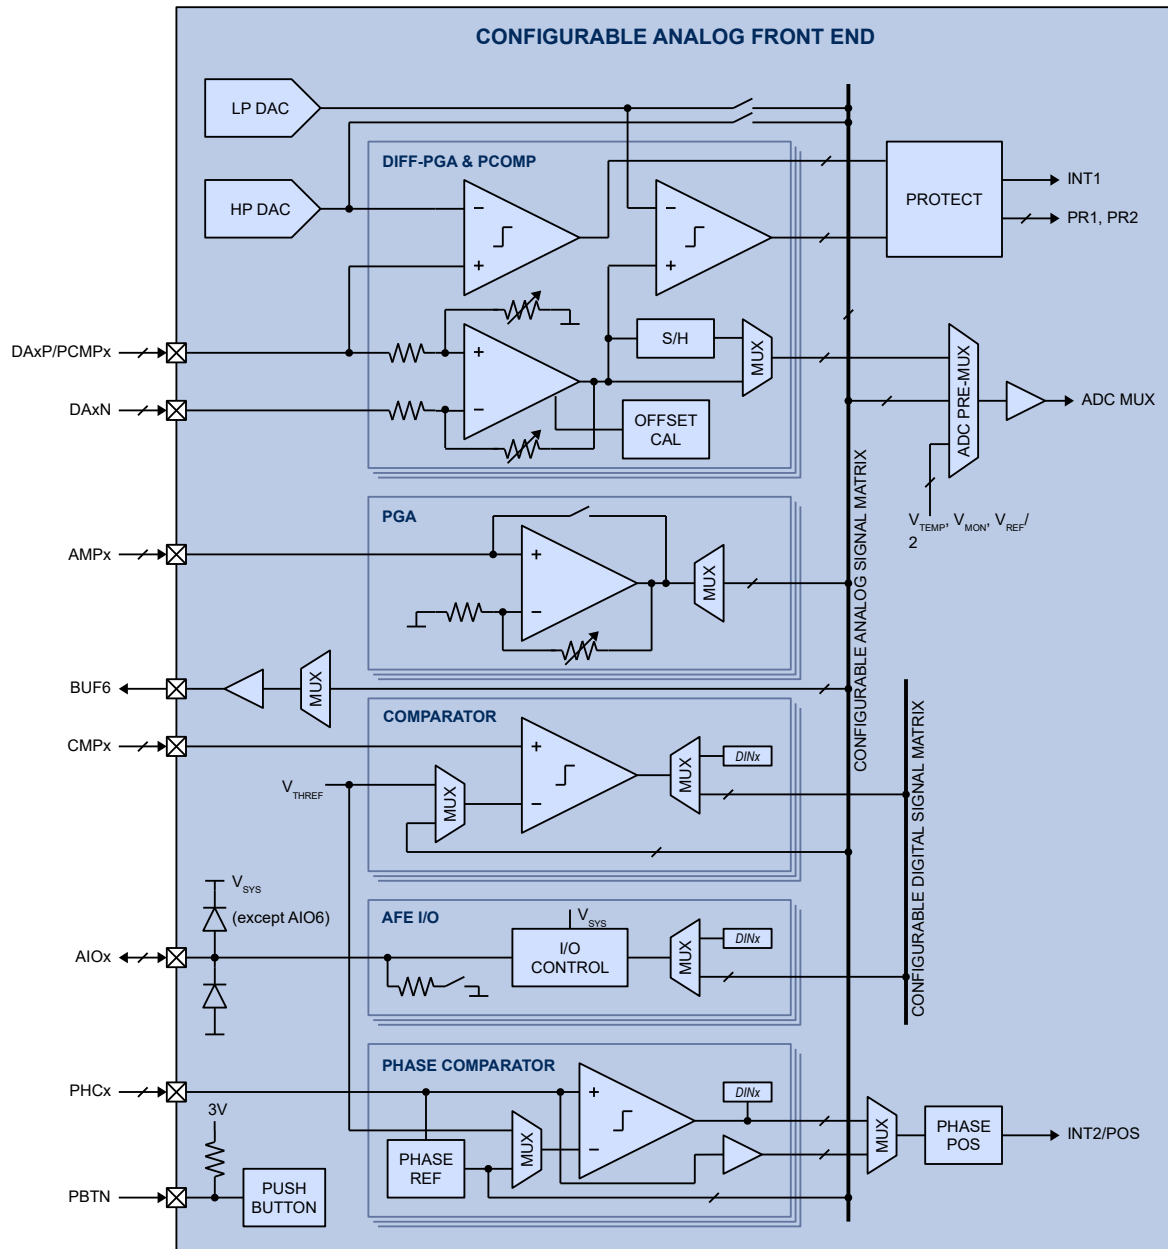 CONFIGURABLE ANALOG FRONT END
LP DAC
HP DAC
DIFF-PGA & PCOMP
PROTECT
INT1
PR1, PR2
DAxP/PCMPx
DAxN
S/H
MUX
OFFSET
CAL
ADC PRE-MUX
ADC MUX
VTEMP, VMON, VREF/
2
CONFIGURABLE ANALOG SIGNAL MATRIX
PGA
AMPx
MUX
BUF6
MUX
COMPARATOR
CMPx
VTHREF
MUX
MUX
DINx
CONFIGURABLE DIGITAL SIGNAL MATRIX
VSYS
(except AIO6)
AIOx
AFE I/O
VSYS
I/O
CONTROL
MUX
DINx
PHASE COMPARATOR
PHCx
3V
PHASE
REF
MUX
DINx
MUX
PHASE
POS
INT2/POS
PBTN
PUSH
BUTTON